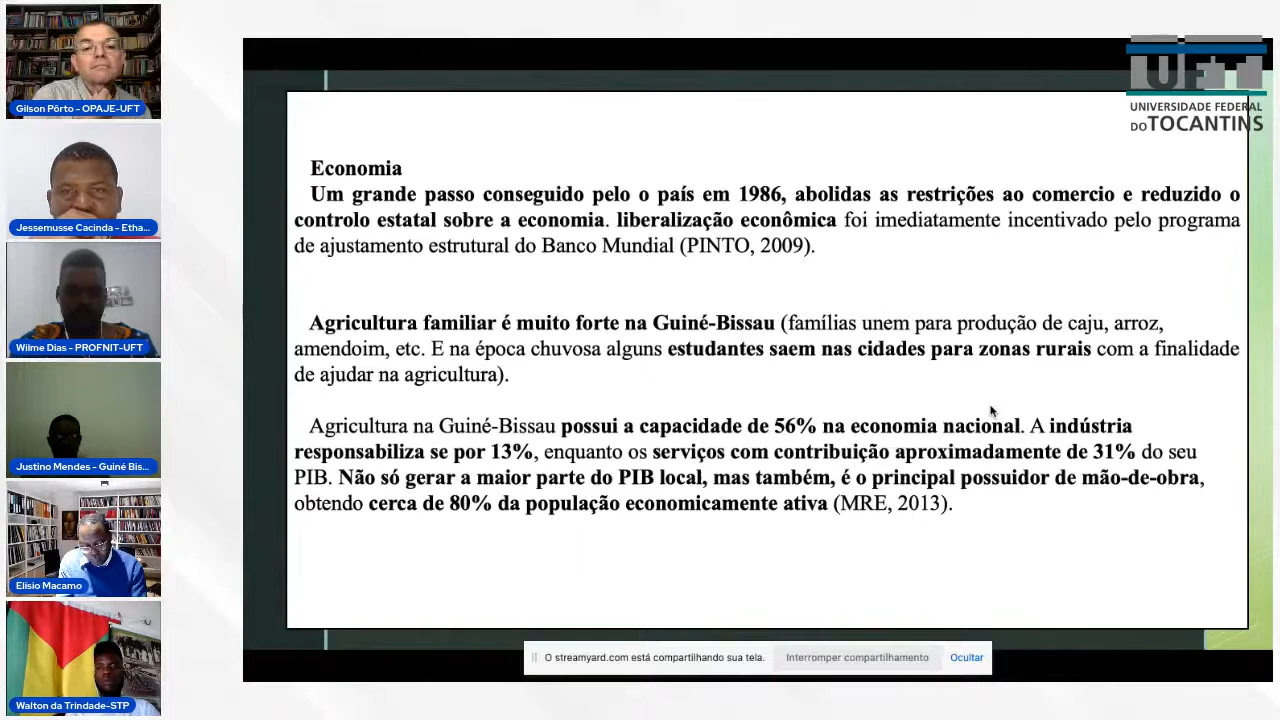 Gilson Pôrto - OPAJE-UFT
Jessemusse Cacinda - Etha...
Wilme Dias - PROFNIT-UFT
Justino Mendes - Guiné Bis...
Elísio Macamo
Walton da Trindade-STP
UFT
UNIVERSIDADE FEDERAL
DO TOCANTINS
Economia
Um grande passo conseguido pelo o país em 1986, abolidas as restrições ao comercio e reduzido o
controlo estatal sobre a economia. liberalização econômica foi imediatamente incentivado pelo programa
de ajustamento estrutural do Banco Mundial (PINTO, 2009).
Agricultura familiar é muito forte na Guiné-Bissau (famílias unem para produção de caju, arroz,
amendoim, etc. E na época chuvosa alguns estudantes saem nas cidades para zonas rurais com a finalidade
de ajudar na agricultura).
Agricultura na Guiné-Bissau possui a capacidade de 56% na economia nacional. A indústria
responsabiliza se por 13%, enquanto os serviços com contribuição aproximadamente de 31% do seu
PIB. Não só gerar a maior parte do PIB local, mas também, é o principal possuidor de mão-de-obra,
obtendo cerca de 80% da população economicamente ativa (MRE, 2013).
O streamyard.com está compartilhando sua tela. Interromper compartilhamento Ocultar